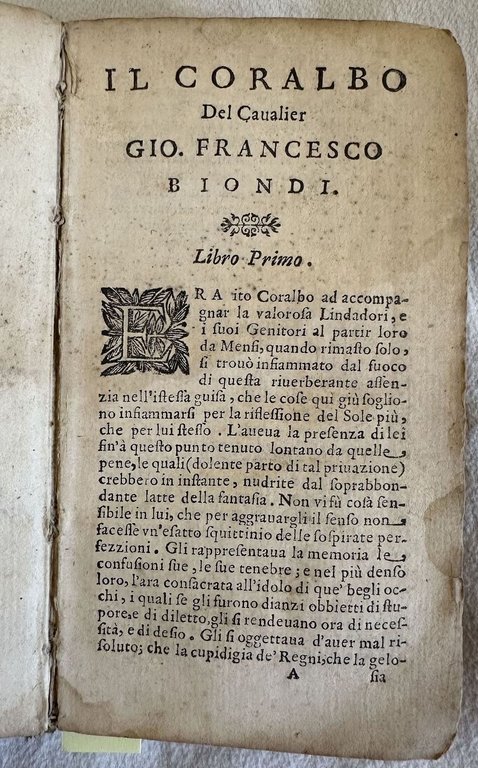 IL CORALBO
Del Caualier
GIO. FRANCESCO
BIONDI.
Libro Primo.
ERA ito Coralbo ad accompa-
gnar la valorosa Lindadori, e
i suoi Genitori al partir loro
da Mensi, quando rimasto solo,
si trouò infiammato dal fuoco
di questa riuerberante assen-
zia nell'istessa guisa, che le cose qui giù soglio-
no infiammarsi per la riflessione del Sole più,
che per lui stesso. L'aueua la presenza di lei
fin'à questo punto tenuto lontano da quelle
pene, le quali (dolente parto di tal priuazione)
crebbero in instante, nudrite dal soprabbon-
dante latte della fantasia. Non vi fù cosà sen-
sibile in lui, che per aggrauargli il senso non
facesse vn'esatto squittinio delle sospirate per-
fezzioni. Gli rappresentaua la memoria le
confusioni sue, le sue tenebre; e nel più denso
loro, l'ara consacrata all'idolo di que' begli oc-
chi, i quali se gli furono dianzi obbietti di stu-
pore, e di diletto, gli si rendeuano ora di neces-
sità, e di desio. Gli si oggettaua d'auer mal ri-
soluto; che la cupidigia de' Regni, che la gelo-
A sia